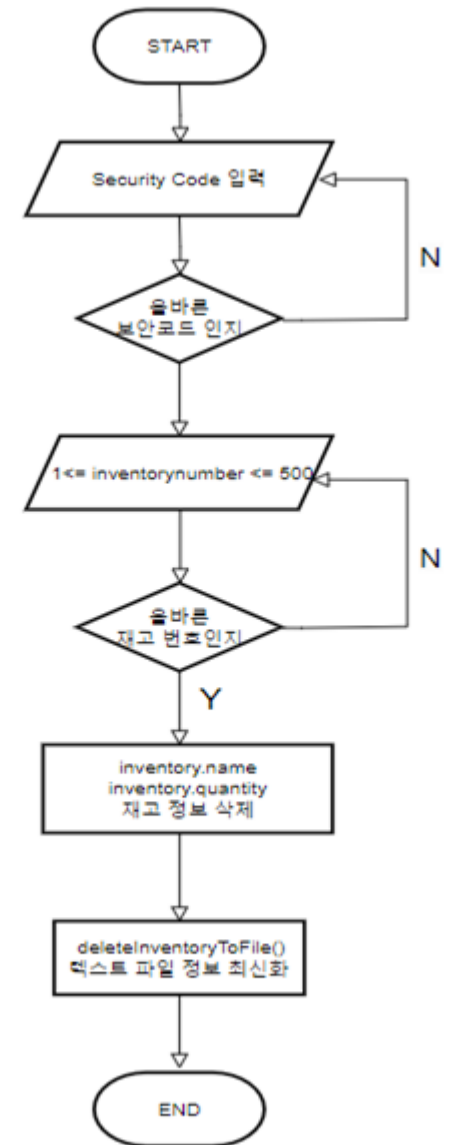 START
Security Code 입력
올바른
보안코드 인지
N
1<= inventorynumber <= 500
올바른
재고 번호인지
N
Y
inventory.name
inventory.quantity
재고 정보 삭제
deleteInventoryToFile()
텍스트 파일 정보 최신화
END